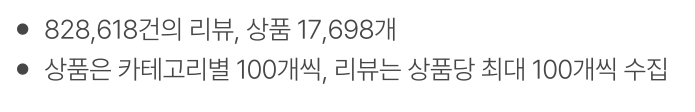 • 828,618건의 리뷰, 상품 17,698개
• 상품은 카테고리별 100개씩, 리뷰는 상품당 최대 100개씩 수집